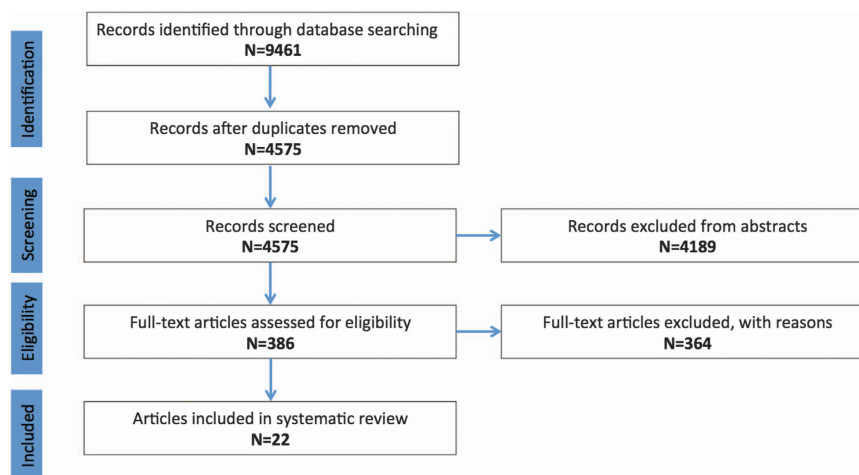 Identification
Records identified through database searching
N=9461
Records after duplicates removed
N=4575
Screening
Records screened
N=4575
Records excluded from abstracts
N=4189
Eligibility
Full-text articles assessed for eligibility
N=386
Full-text articles excluded, with reasons
N=364
Included
Articles included in systematic review
N=22